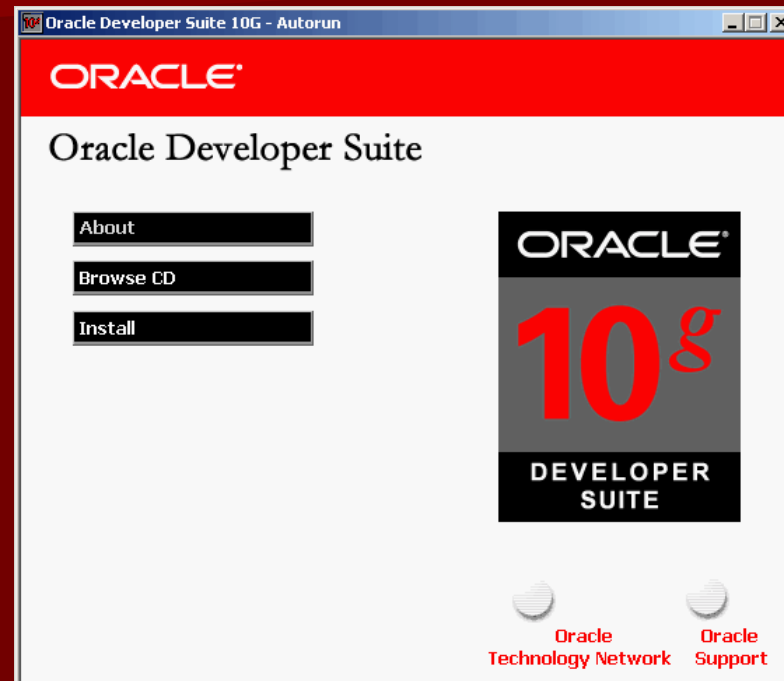 Oracle Developer Suite 10G - Autorun
ORACLE®
Oracle Developer Suite
About
Browse CD
Install
ORACLE®
10g
DEVELOPER
SUITE
Oracle
Technology Network
Oracle
Support